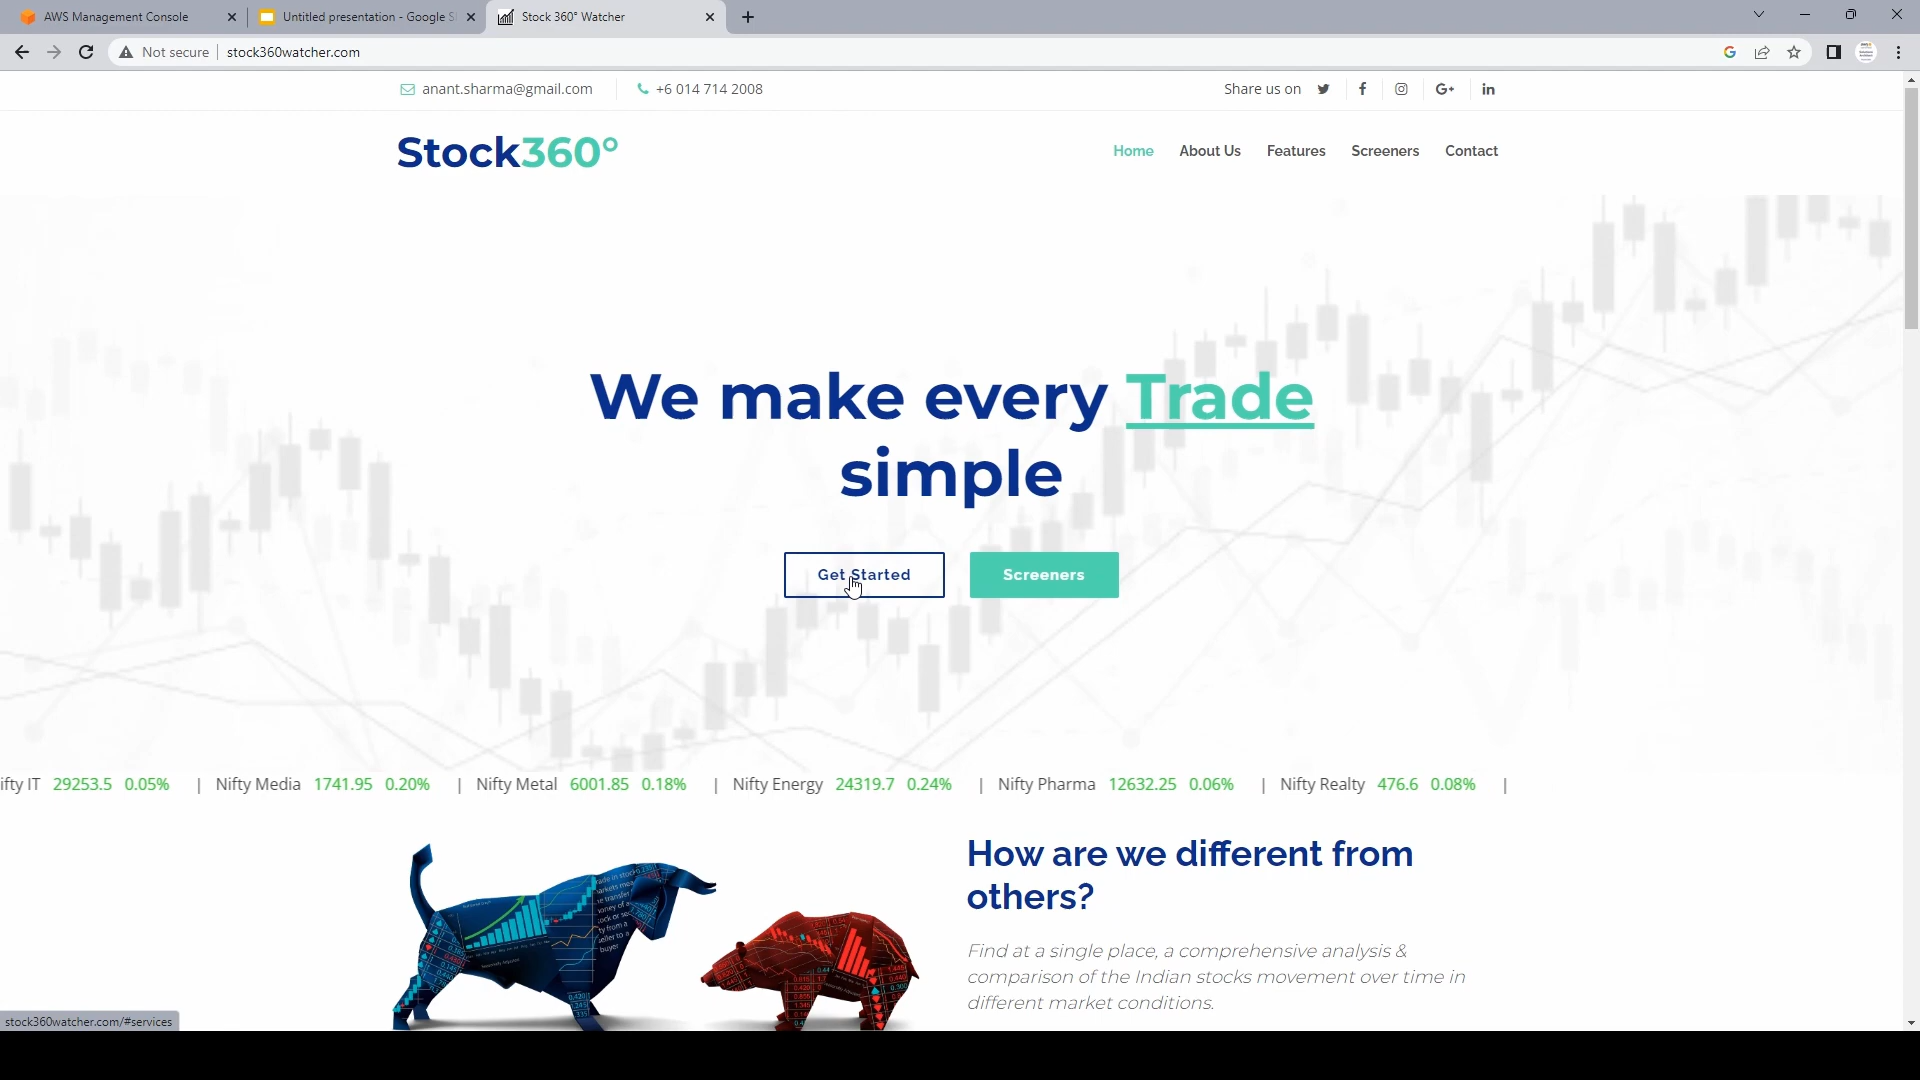 AWS Management Console
Untitled presentation - Google S
Stock 360° Watcher
Not secure
stock360watcher.com
anant.sharma@gmail.com
+6 014 714 2008
Share us on
Stock360°
Home
About Us
Features
Screeners
Contact
We make every Trade
simple
Get Started
Screeners
ifty IT 29253.5 0.05% | Nifty Media 1741.95 0.20% | Nifty Metal 6001.85 0.18% | Nifty Energy 24319.7 0.24% | Nifty Pharma 12632.25 0.06% | Nifty Realty 476.6 0.08% |
How are we different from
others?
Find at a single place, a comprehensive analysis &
comparison of the Indian stocks movement over time in
different market conditions.
stock360watcher.com/#services